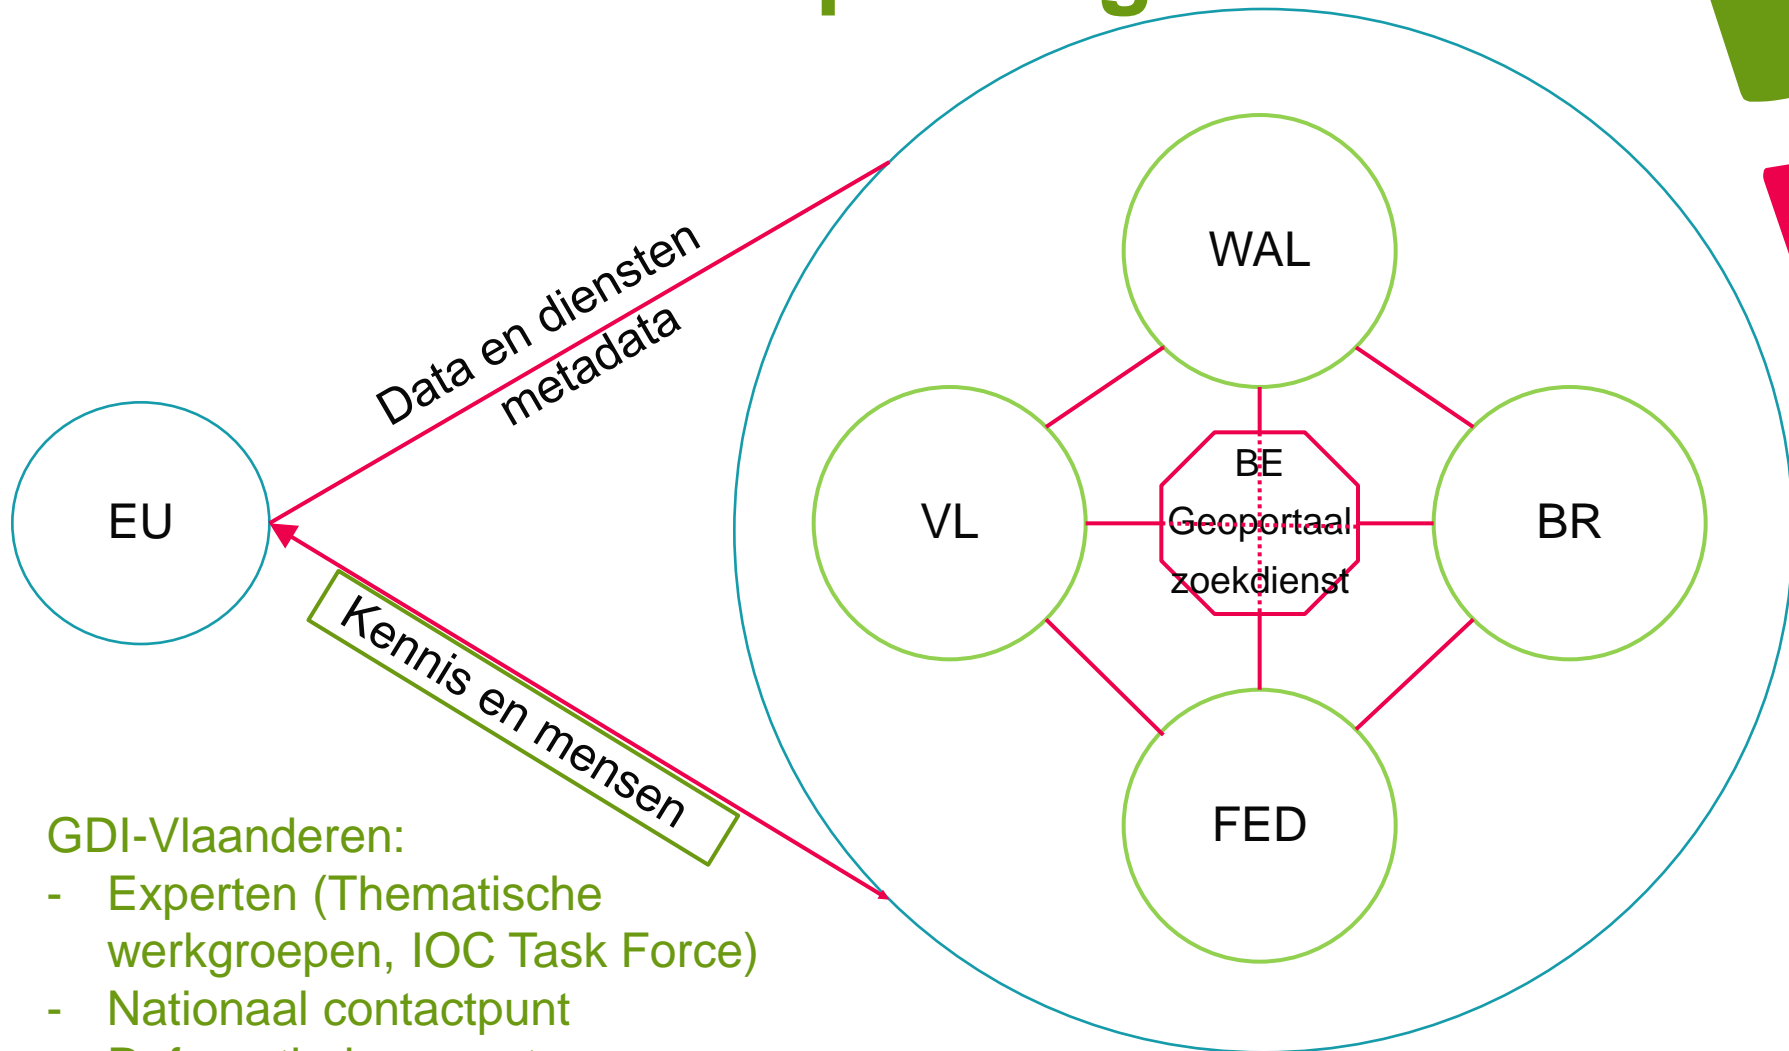 Data en diensten
metadata
EU
Kennis en mensen
WAL
VL
BE
Geoportaal
zoekdienst
BR
FED
GDI-Vlaanderen:
- Experten (Thematische
werkgroepen, IOC Task Force)
- Nationaal contactpunt